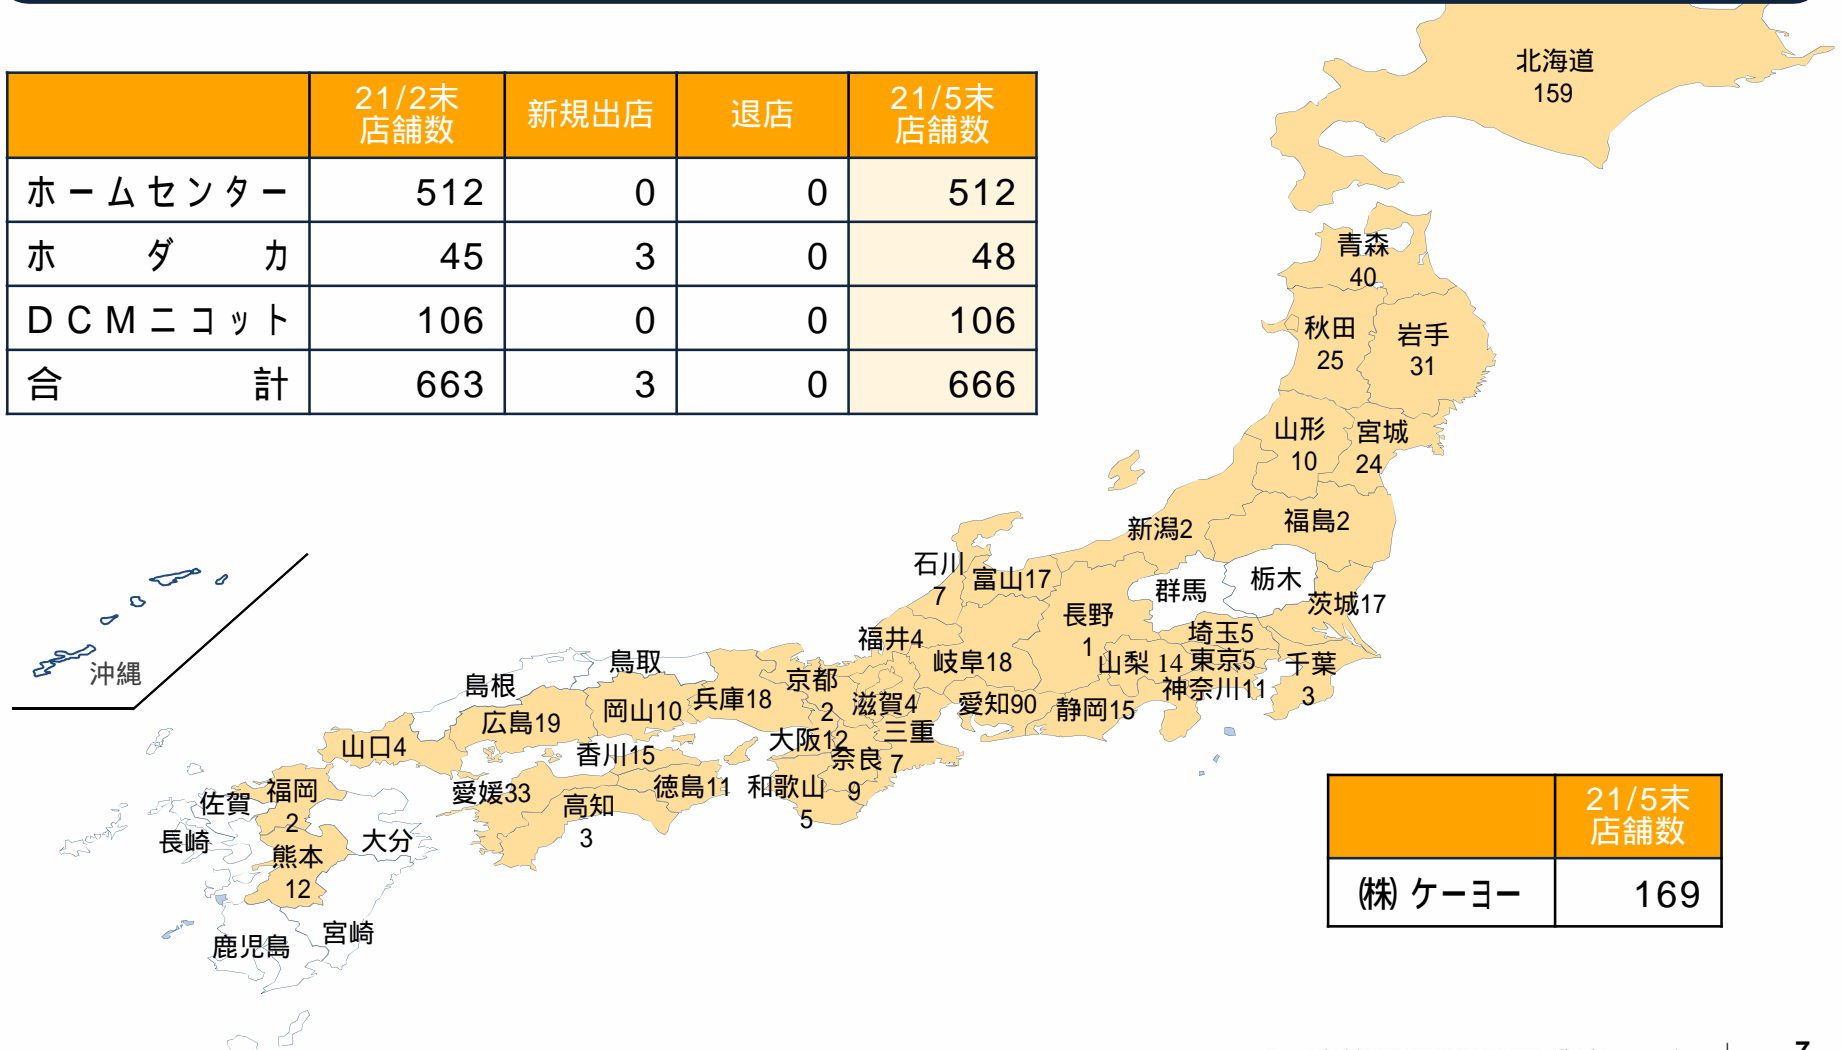 21/2末
店舗数
新規出店
退店
21/5末
店舗数
ホームセンター 512 0 0 512
ホダカ 45 3 0 48
DCMニコット 106 0 0 106
合計 663 3 0 666
北海道
159
青森
40
秋田
25
岩手
31
山形
10
宮城
24
新潟2
福島2
石川
7
富山17
群馬
栃木
茨城17
長野
1
福井4
岐阜18
埼玉5
山梨 14
東京5
千葉
3
神奈川11
静岡15
愛知90
滋賀4
三重
7
京都
2
大阪12
奈良
9
和歌山
5
兵庫18
鳥取
島根
岡山10
広島19
山口4
香川15
徳島11
愛媛33
高知
3
福岡
2
佐賀
長崎
大分
熊本
12
宮崎
鹿児島
沖縄
21/5末
店舗数
㈱ ケーヨー 169
7